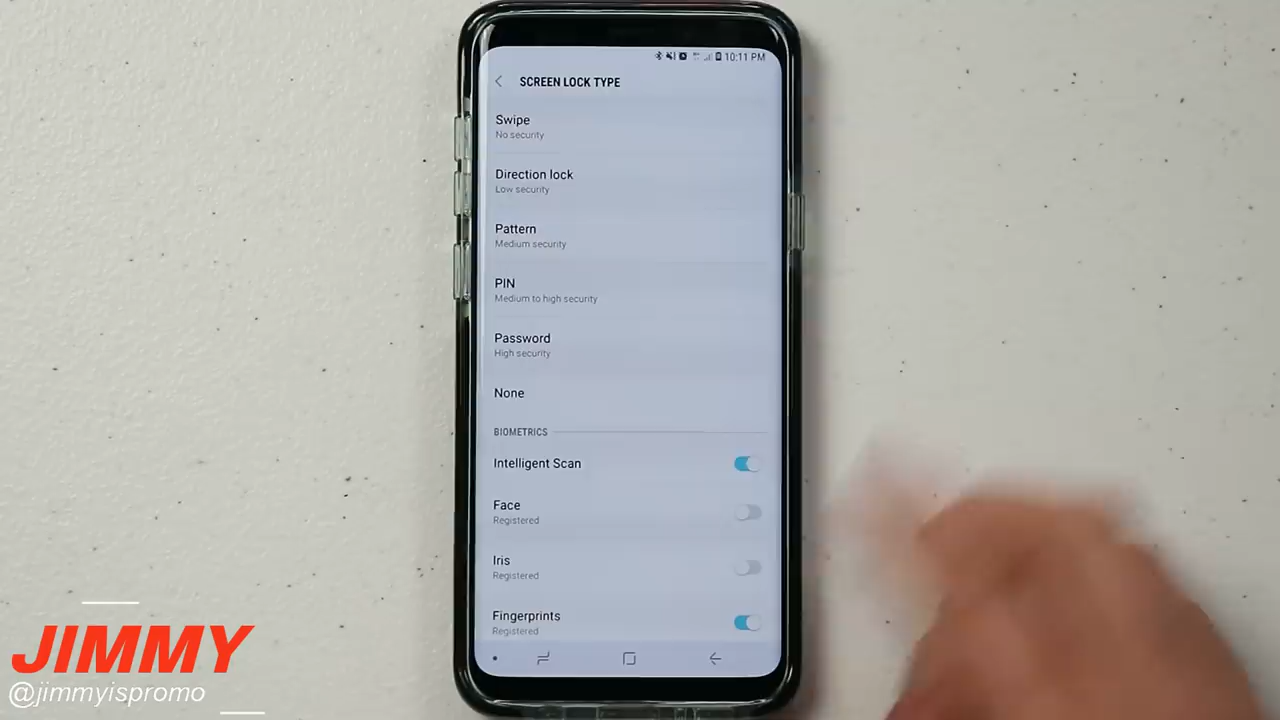 10:11 PM
SCREEN LOCK TYPE
Swipe
No security
Direction lock
Low security
Pattern
Medium security
PIN
Medium to high security
Password
High security
None
BIOMETRICS
Intelligent Scan
Face
Registered
Iris
Registered
Fingerprints
Registered
JIMMY
@jimmyispromo